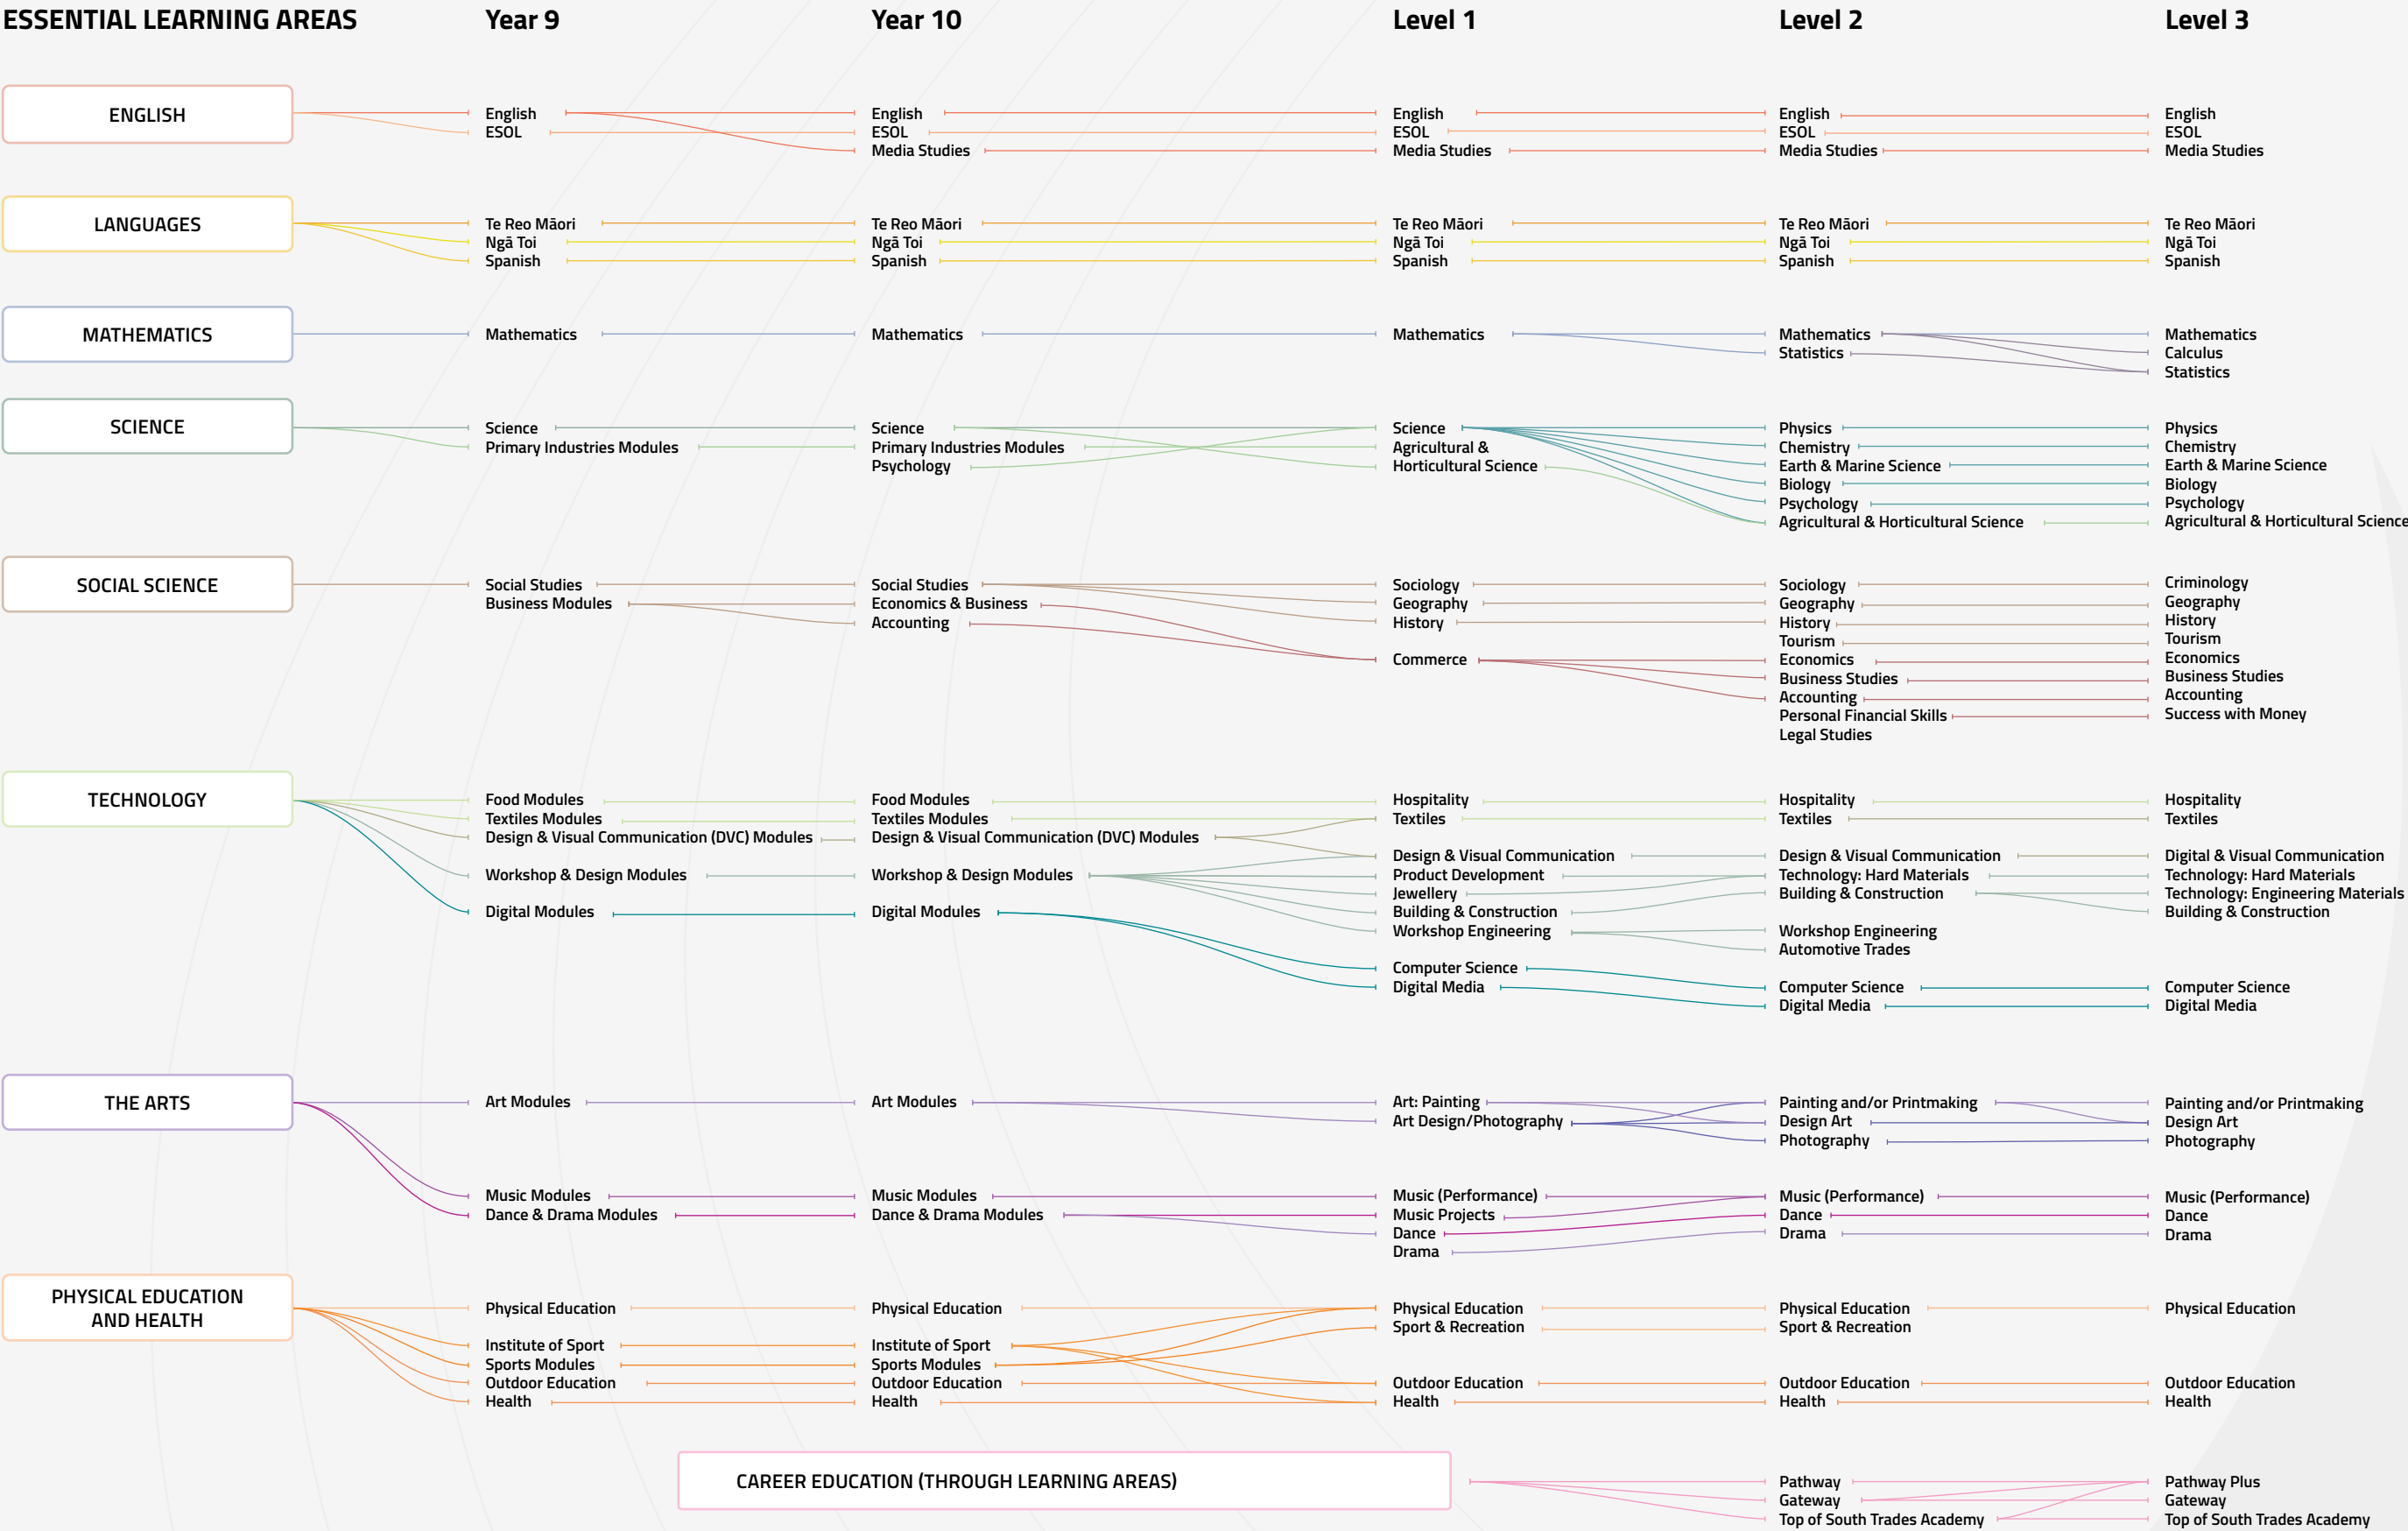 ESSENTIAL LEARNING AREAS Year 9 Year 10 Level 1 Level 2 Level 3
ENGLISH English English English English English
ESOL ESOL ESOL ESOL ESOL
Media Studies Media Studies Media Studies Media Studies
LANGUAGES Te Reo Māori Te Reo Māori Te Reo Māori Te Reo Māori Te Reo Māori
Ngā Toi Ngā Toi Ngā Toi Ngā Toi Ngā Toi
Spanish Spanish Spanish Spanish Spanish
MATHEMATICS Mathematics Mathematics Mathematics Mathematics Mathematics
Statistics Calculus
Statistics
SCIENCE Science Science Science Physics Physics
Primary Industries Modules Primary Industries Modules Agricultural & Chemistry Chemistry
Psychology Horticultural Science Earth & Marine Science Earth & Marine Science
Biology Biology
Psychology Psychology
Agricultural & Horticultural Science Agricultural & Horticultural Science
SOCIAL SCIENCE Social Studies Social Studies Sociology Sociology Criminology
Business Modules Economics & Business Geography Geography Geography
Accounting History History History
Tourism Tourism
Commerce Economics Economics
Business Studies Business Studies
Accounting Accounting
Personal Financial Skills Success with Money
Legal Studies
TECHNOLOGY Food Modules Food Modules Hospitality Hospitality Hospitality
Textiles Modules Textiles Modules Textiles Textiles Textiles
Design & Visual Communication (DVC) Modules Design & Visual Communication (DVC) Modules
Design & Visual Communication Design & Visual Communication Digital & Visual Communication
Workshop & Design Modules Workshop & Design Modules Product Development Technology: Hard Materials Technology: Hard Materials
Jewellery Building & Construction Technology: Engineering Materials
Digital Modules Digital Modules Building & Construction Building & Construction
Workshop Engineering Workshop Engineering
Automotive Trades
Computer Science
Digital Media Computer Science Computer Science
Digital Media Digital Media
THE ARTS Art Modules Art Modules Art: Painting Painting and/or Printmaking Painting and/or Printmaking
Art Design/Photography Design Art Design Art
Photography Photography
Music Modules Music Modules Music (Performance) Music (Performance) Music (Performance)
Dance & Drama Modules Dance & Drama Modules Music Projects Dance Dance
Dance Drama Drama
Drama
PHYSICAL EDUCATION
AND HEALTH Physical Education Physical Education Physical Education Physical Education Physical Education
Sport & Recreation Sport & Recreation
Institute of Sport Institute of Sport
Sports Modules Sports Modules
Outdoor Education Outdoor Education Outdoor Education Outdoor Education Outdoor Education
Health Health Health Health Health
CAREER EDUCATION (THROUGH LEARNING AREAS) Pathway Pathway Plus
Gateway Gateway
Top of South Trades Academy Top of South Trades Academy